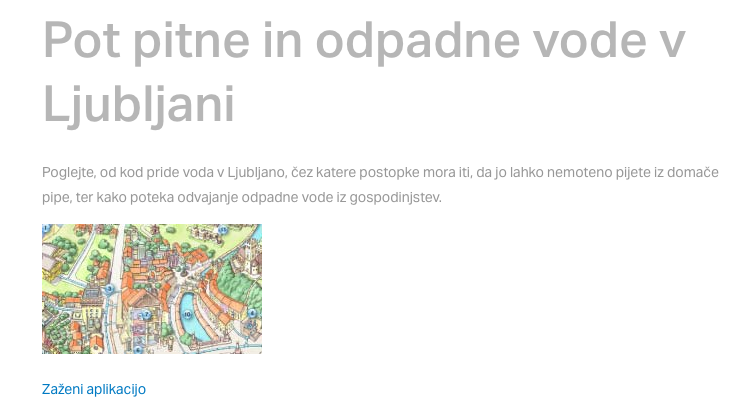 Pot pitne in odpadne vode v
Ljubljani
Poglejte, od kod pride voda v Ljubljano, čez katere postopke mora iti, da jo lahko nemoteno pijete iz domače
pipe, ter kako poteka odvajanje odpadne vode iz gospodinjstev.
Zaženi aplikacijo